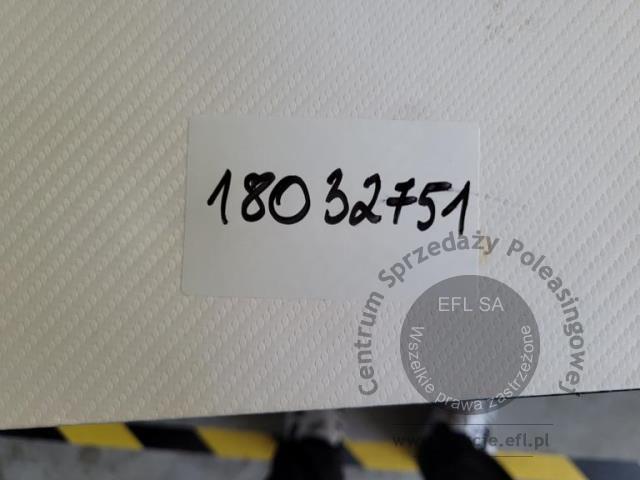 18032751
Centrum Sprzedaży Poleasingowej
EFL SA
Wszelkie prawa zastrzeżone